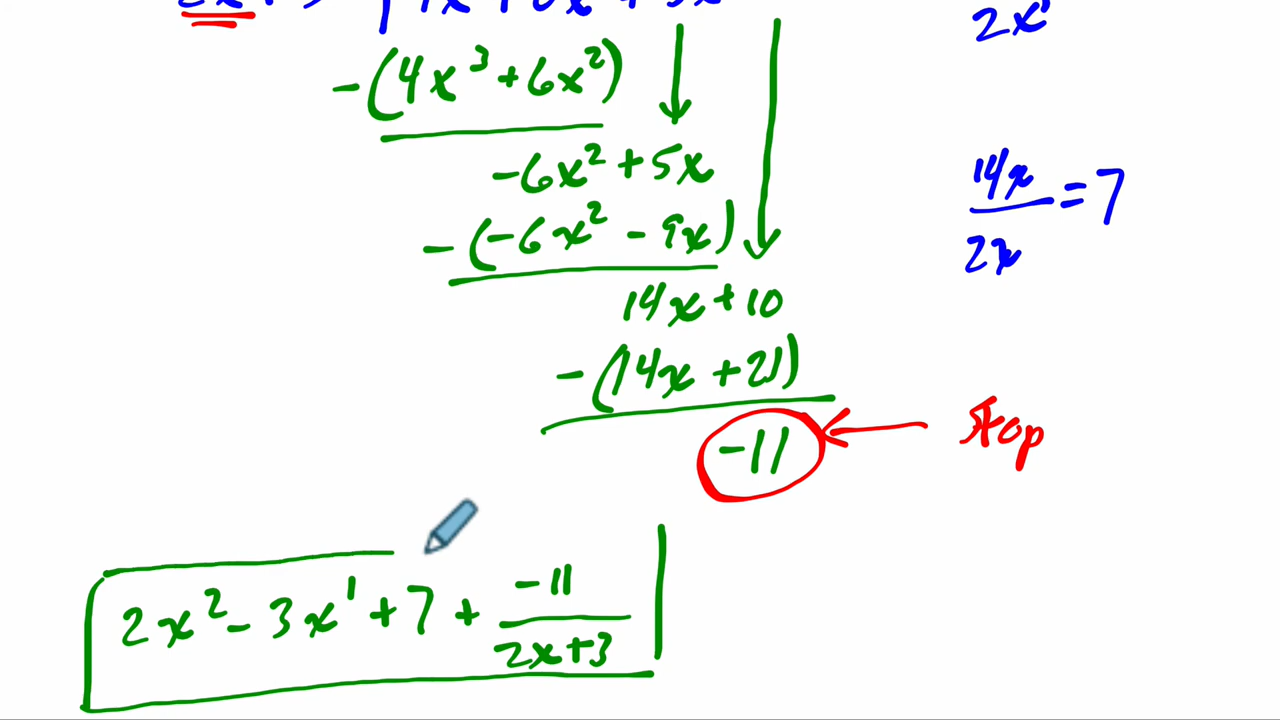 -(4x³+6x²)
-6x²+5x
-(-6x²-9x)
14x+10
-(14x+21)
-11
2x²-3x¹+7+ -11/2x+3
2x¹
14x/2x=7
Stop